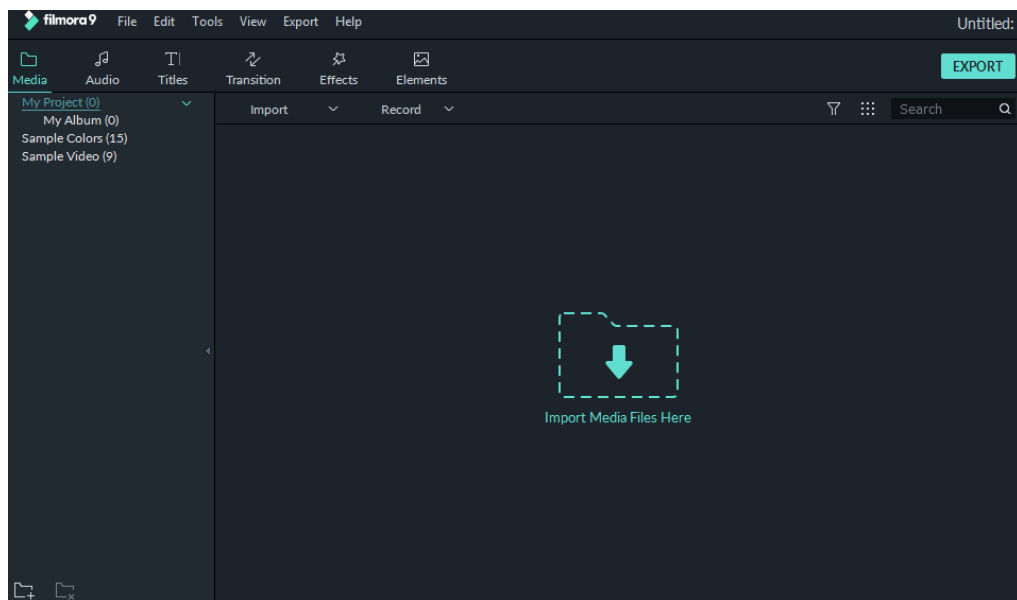 filmora9 File Edit Tools View Export Help Untitled:
Media Audio Titles Transition Effects Elements EXPORT
My Project (0)
My Album (0)
Sample Colors (15)
Sample Video (9)
Import Record Search
Import Media Files Here